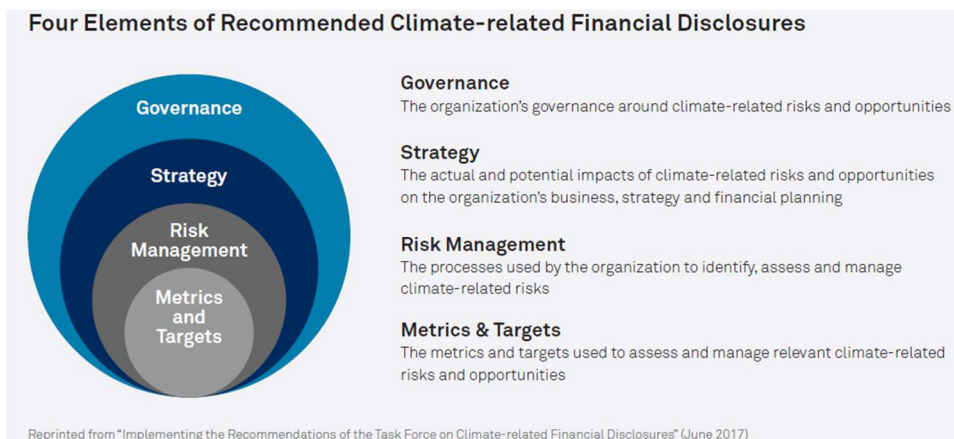 Four Elements of Recommended Climate-related Financial Disclosures
Governance
Strategy
Risk
Management
Metrics
and
Targets
Governance
The organization's governance around climate-related risks and opportunities
Strategy
The actual and potential impacts of climate-related risks and opportunities
on the organization's business, strategy and financial planning
Risk Management
The processes used by the organization to identify, assess and manage
climate-related risks
Metrics & Targets
The metrics and targets used to assess and manage relevant climate-related
risks and opportunities
Reprinted from “Implementing the Recommendations of the Task Force on Climate-related Financial Disclosures” (June 2017)